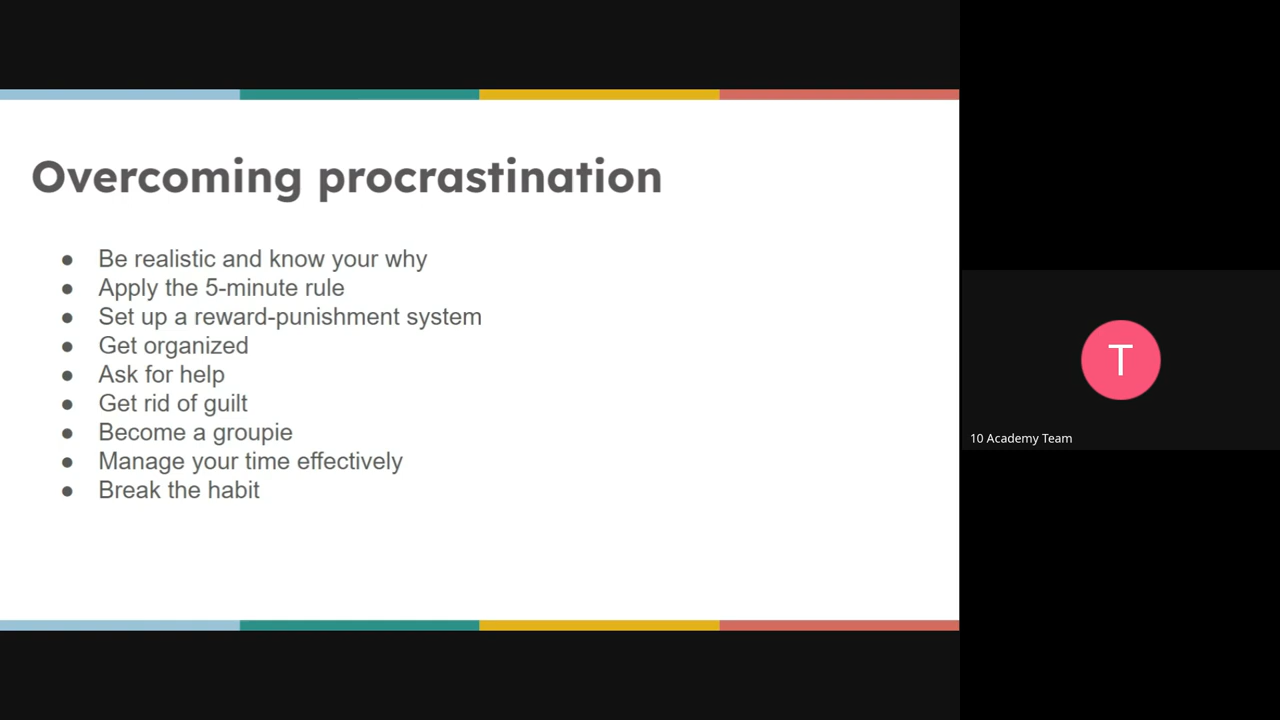 Overcoming procrastination
● Be realistic and know your why
● Apply the 5-minute rule
● Set up a reward-punishment system
● Get organized
● Ask for help
● Get rid of guilt
● Become a groupie
● Manage your time effectively
● Break the habit
T
10 Academy Team